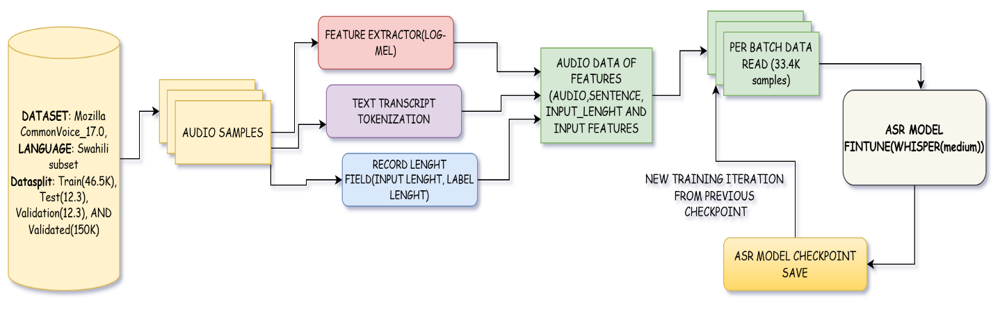 DATASET: Mozilla
CommonVoice_17.0,
LANGUAGE: Swahili
subset
Datasplit: Train(46.5K),
Test(12.3),
Validation(12.3), AND
Validated(150K)
AUDIO SAMPLES
FEATURE EXTRACTOR(LOG-
MEL)
TEXT TRANSCRIPT
TOKENIZATION
RECORD LENGHT
FIELD(INPUT LENGHT, LABEL
LENGHT)
AUDIO DATA OF
FEATURES
(AUDIO,SENTENCE,
INPUT_LENGHT AND
INPUT FEATURES
PER BATCH DATA
READ (33.4K
samples)
ASR MODEL
FINTUNE(WHISPER(medium))
NEW TRAINING ITERATION
FROM PREVIOUS
CHECKPOINT
ASR MODEL CHECKPOINT
SAVE